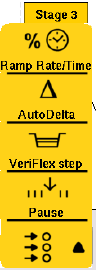 Stage 3
%
Ramp Rate/Time
Δ
AutoDelta
VeriFlex step
Pause